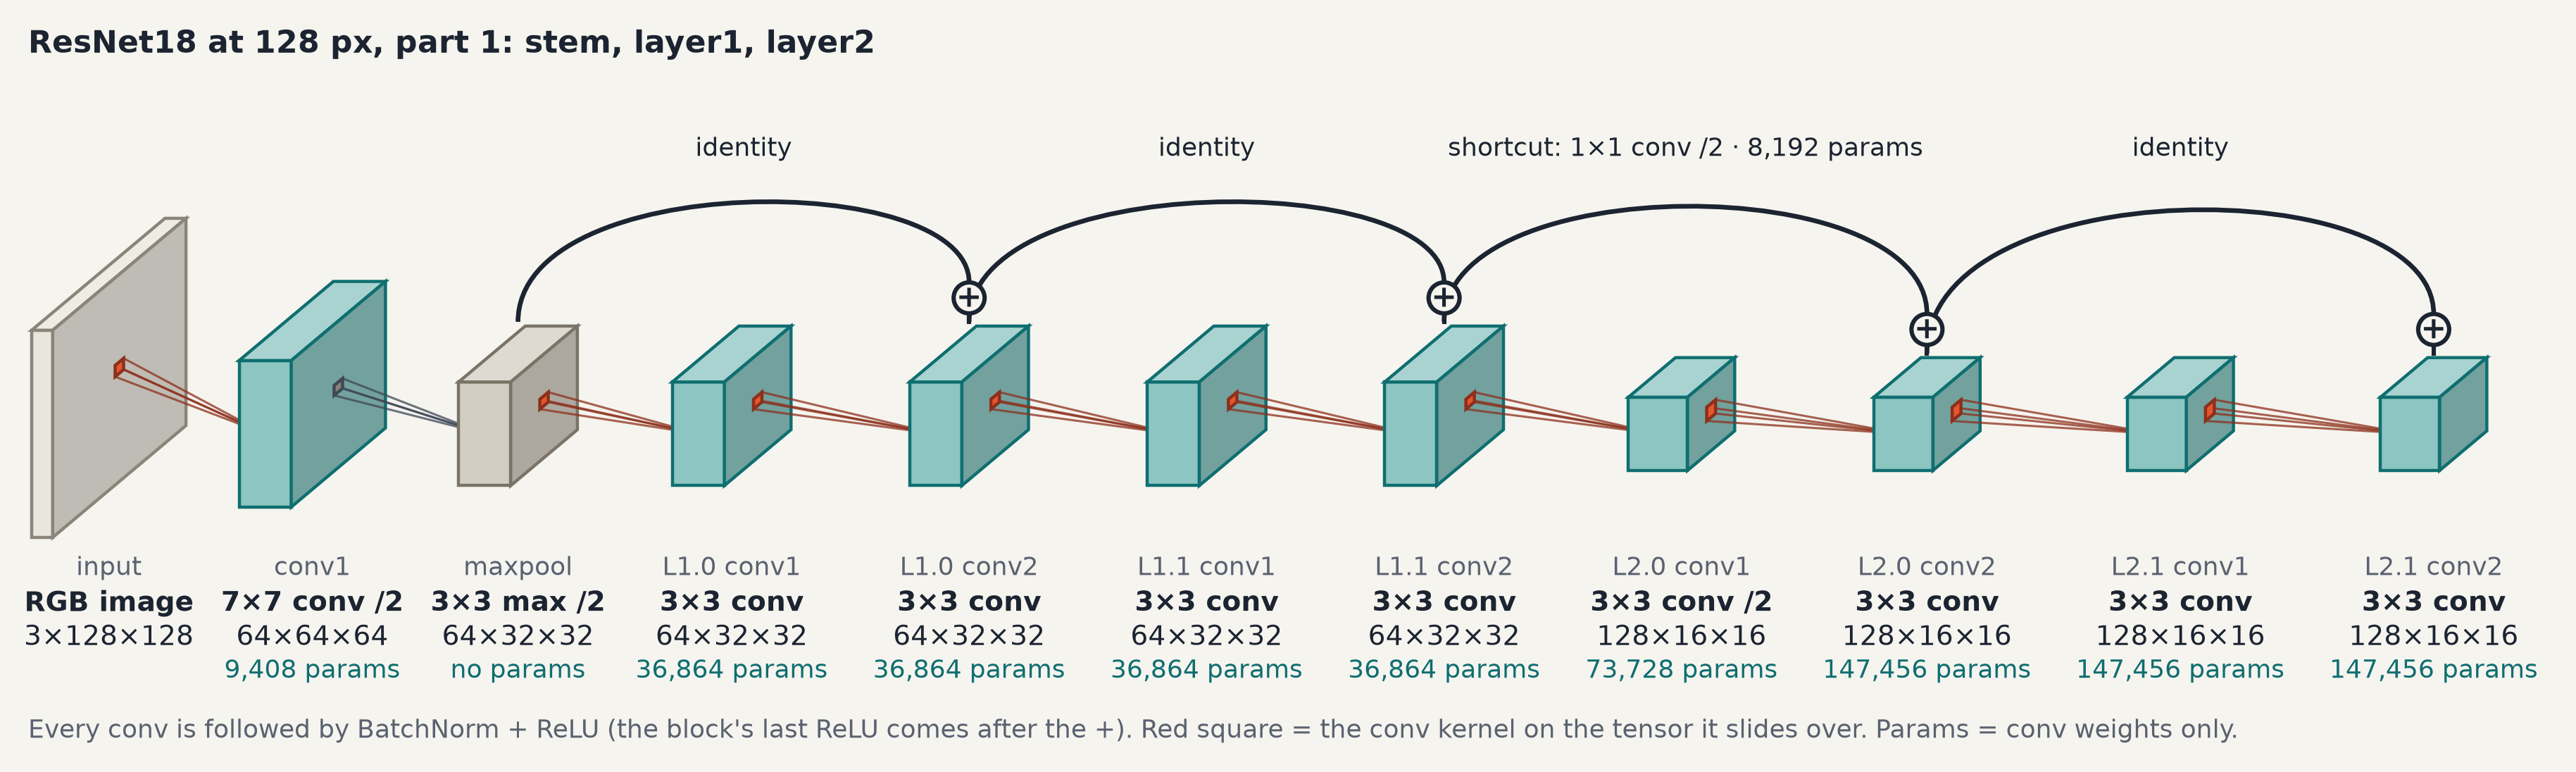 ResNet18 at 128 px, part 1: stem, layer1, layer2
identity
identity
shortcut: 1×1 conv /2 · 8,192 params
identity
input
RGB image
3×128×128
conv1
7×7 conv /2
64×64×64
9,408 params
maxpool
3×3 max /2
64×32×32
no params
L1.0 conv1
3×3 conv
64×32×32
36,864 params
L1.0 conv2
3×3 conv
64×32×32
36,864 params
L1.1 conv1
3×3 conv
64×32×32
36,864 params
L1.1 conv2
3×3 conv
64×32×32
36,864 params
L2.0 conv1
3×3 conv /2
128×16×16
73,728 params
L2.0 conv2
3×3 conv
128×16×16
147,456 params
L2.1 conv1
3×3 conv
128×16×16
147,456 params
L2.1 conv2
3×3 conv
128×16×16
147,456 params
Every conv is followed by BatchNorm + ReLU (the block's last ReLU comes after the +). Red square = the conv kernel on the tensor it slides over. Params = conv weights only.